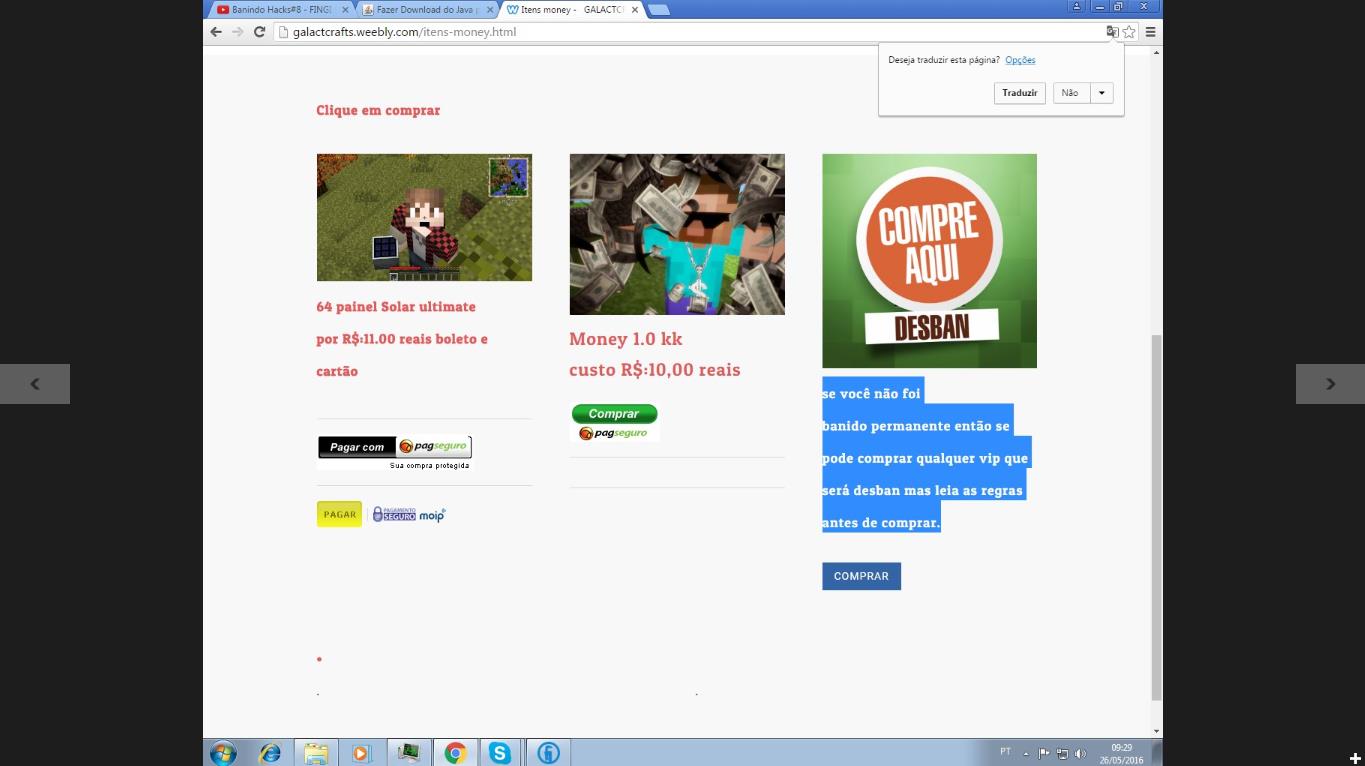 Banindo Hacks#8 - FINGI
Fazer Download do Java p
Itens money - GALACTC
galactcrafts.weebly.com/itens-money.html
Deseja traduzir esta página? Opções
Traduzir
Não
Clique em comprar
COMPRE
AQUI
DESBAN
64 painel Solar ultimate
por R$:11.00 reais boleto e
cartão
Money 1.0 kk
custo R$:10,00 reais
se você não foi
banido permanente então se
pode comprar qualquer vip que
será desban mas leia as regras
antes de comprar.
Comprar
pagseguro
Pagar com pagseguro
Sua compra protegida
PAGAR
PAGAMENTO
SEGURO moip
COMPRAR
PT
09:29
26/05/2016